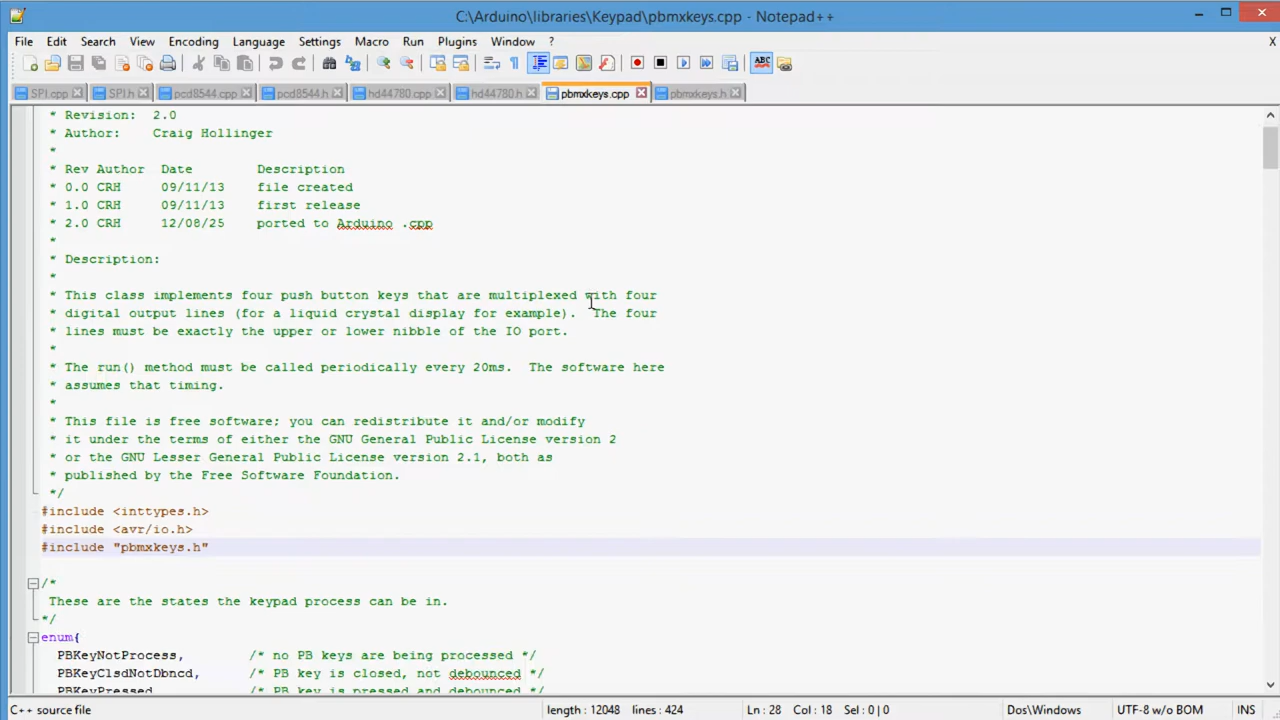 C:\Arduino\libraries\Keypad\pbmxkeys.cpp - Notepad++
File Edit Search View Encoding Language Settings Macro Run Plugins Window ? X
ABC
SPI.cpp SPI.h pcd8544.cpp pcd8544.h hd44780.cpp hd44780.h pbmxkeys.cpp pbmxkeys.h
* Revision: 2.0
* Author: Craig Hollinger
*
* Rev Author Date Description
* 0.0 CRH 09/11/13 file created
* 1.0 CRH 09/11/13 first release
* 2.0 CRH 12/08/25 ported to Arduino .cpp
*
* Description:
*
* This class implements four push button keys that are multiplexed with four
* digital output lines (for a liquid crystal display for example). The four
* lines must be exactly the upper or lower nibble of the IO port.
*
* The run() method must be called periodically every 20ms. The software here
* assumes that timing.
*
* This file is free software; you can redistribute it and/or modify
* it under the terms of either the GNU General Public License version 2
* or the GNU Lesser General Public License version 2.1, both as
* published by the Free Software Foundation.
*/
#include <inttypes.h>
#include <avr/io.h>
#include "pbmxkeys.h"
/*
These are the states the keypad process can be in.
*/
enum{
PBKeyNotProcess, /* no PB keys are being processed */
PBKeyClsdNotDbncd, /* PB key is closed, not debounced */
PBKeyPressed /* PB key is pressed and debounced */
C++ source file length : 12048 lines : 424 Ln : 28 Col : 18 Sel : 0 | 0 Dos\Windows UTF-8 w/o BOM INS